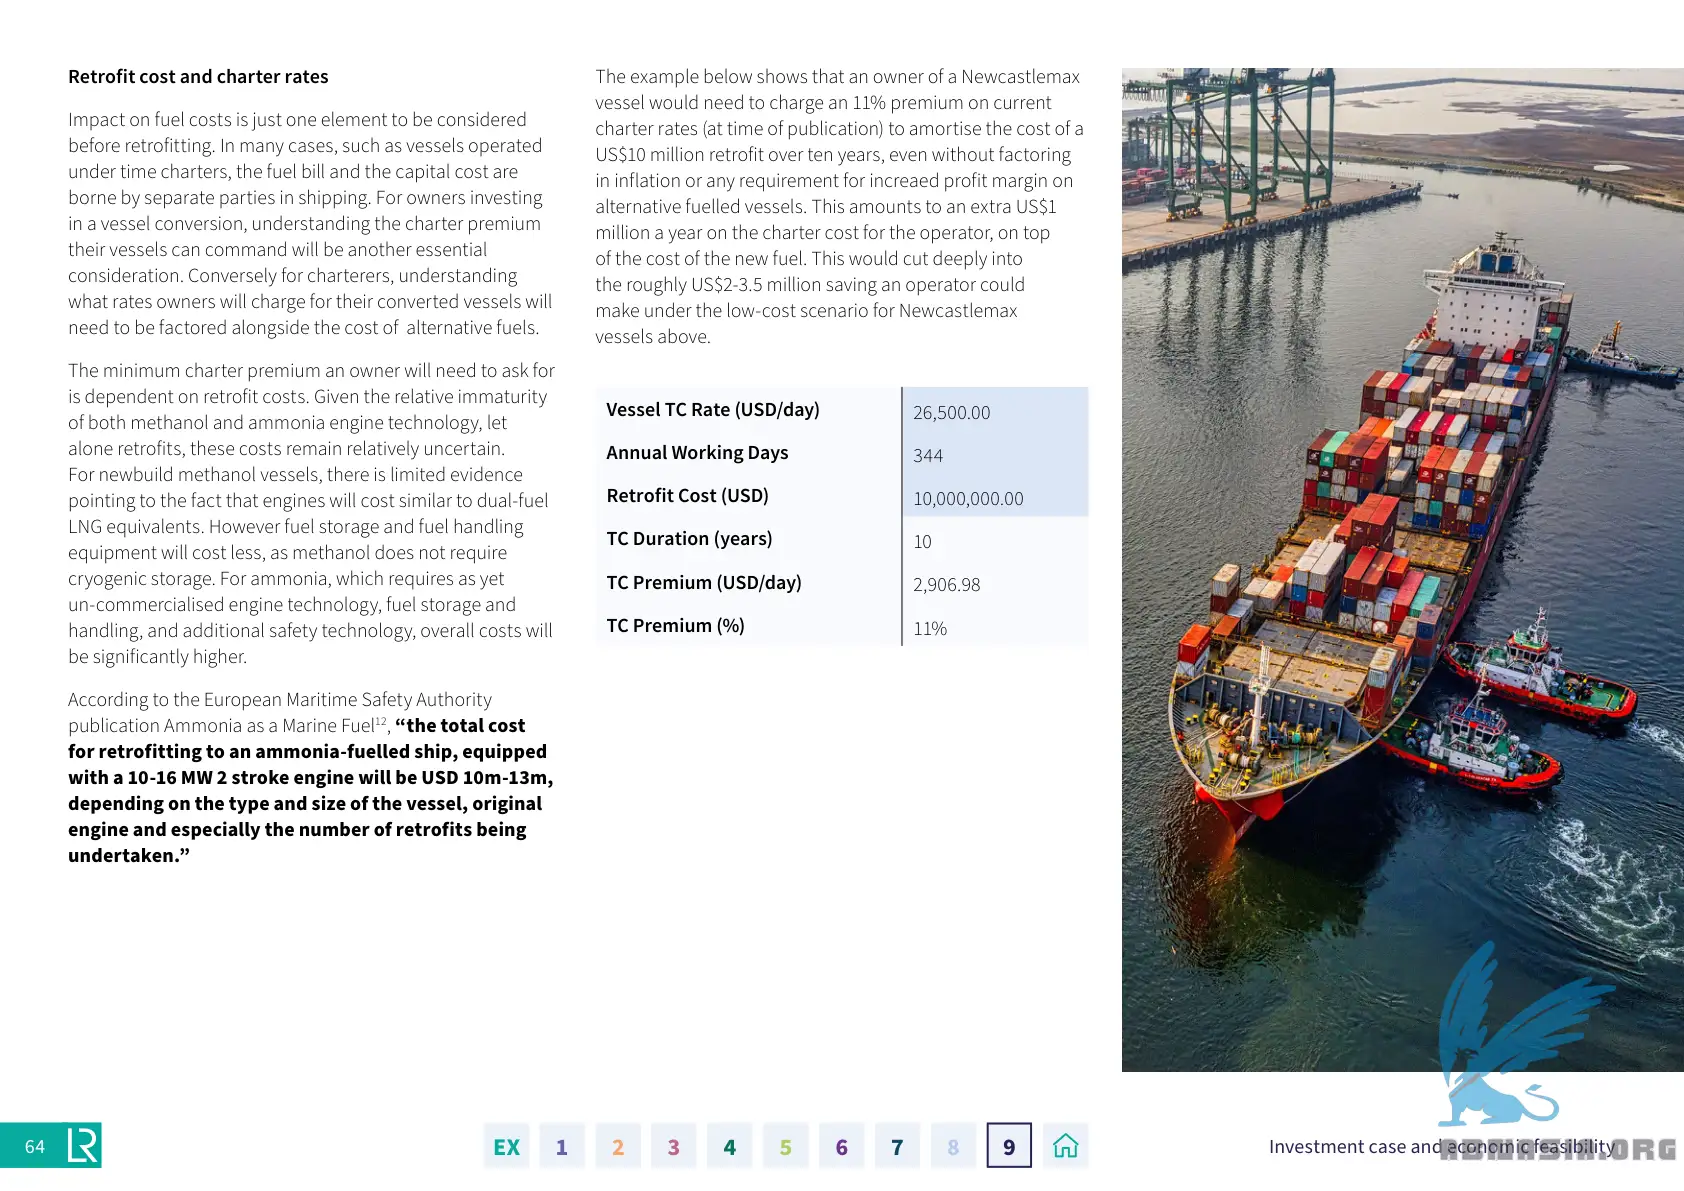 Retrofit cost and charter rates
Impact on fuel costs is just one element to be considered
before retrofitting. In many cases, such as vessels operated
under time charters, the fuel bill and the capital cost are
borne by separate parties in shipping. For owners investing
in a vessel conversion, understanding the charter premium
their vessels can command will be another essential
consideration. Conversely for charterers, understanding
what rates owners will charge for their converted vessels will
need to be factored alongside the cost of  alternative fuels.
The minimum charter premium an owner will need to ask for
is dependent on retrofit costs. Given the relative immaturity
of both methanol and ammonia engine technology, let
alone retrofits, these costs remain relatively uncertain.
For newbuild methanol vessels, there is limited evidence
pointing to the fact that engines will cost similar to dual-fuel
LNG equivalents. However fuel storage and fuel handling
equipment will cost less, as methanol does not require
cryogenic storage. For ammonia, which requires as yet
un-commercialised engine technology, fuel storage and
handling, and additional safety technology, overall costs will
be significantly higher.
According to the European Maritime Safety Authority
publication Ammonia as a Marine Fuel¹², “the total cost
for retrofitting to an ammonia-fuelled ship, equipped
with a 10-16 MW 2 stroke engine will be USD 10m-13m,
depending on the type and size of the vessel, original
engine and especially the number of retrofits being
undertaken.”
The example below shows that an owner of a Newcastlemax
vessel would need to charge an 11% premium on current
charter rates (at time of publication) to amortise the cost of a
US$10 million retrofit over ten years, even without factoring
in inflation or any requirement for increaed profit margin on
alternative fuelled vessels. This amounts to an extra US$1
million a year on the charter cost for the operator, on top
of the cost of the new fuel. This would cut deeply into
the roughly US$2-3.5 million saving an operator could
make under the low-cost scenario for Newcastlemax
vessels above.
Vessel TC Rate (USD/day) 26,500.00
Annual Working Days 344
Retrofit Cost (USD) 10,000,000.00
TC Duration (years) 10
TC Premium (USD/day) 2,906.98
TC Premium (%) 11%
64 LR
EX 1 2 3 4 5 6 7 8 9
Investment case and economic feasibility
ASINASIA.ORG